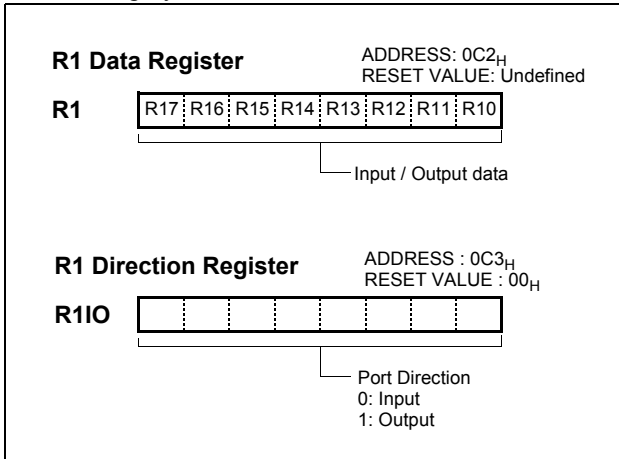 R1 Data Register
ADDRESS: 0C2H
RESET VALUE: Undefined
R1 R17 R16 R15 R14 R13 R12 R11 R10
Input / Output data
R1 Direction Register
ADDRESS : 0C3H
RESET VALUE : 00H
R1IO
Port Direction
0: Input
1: Output